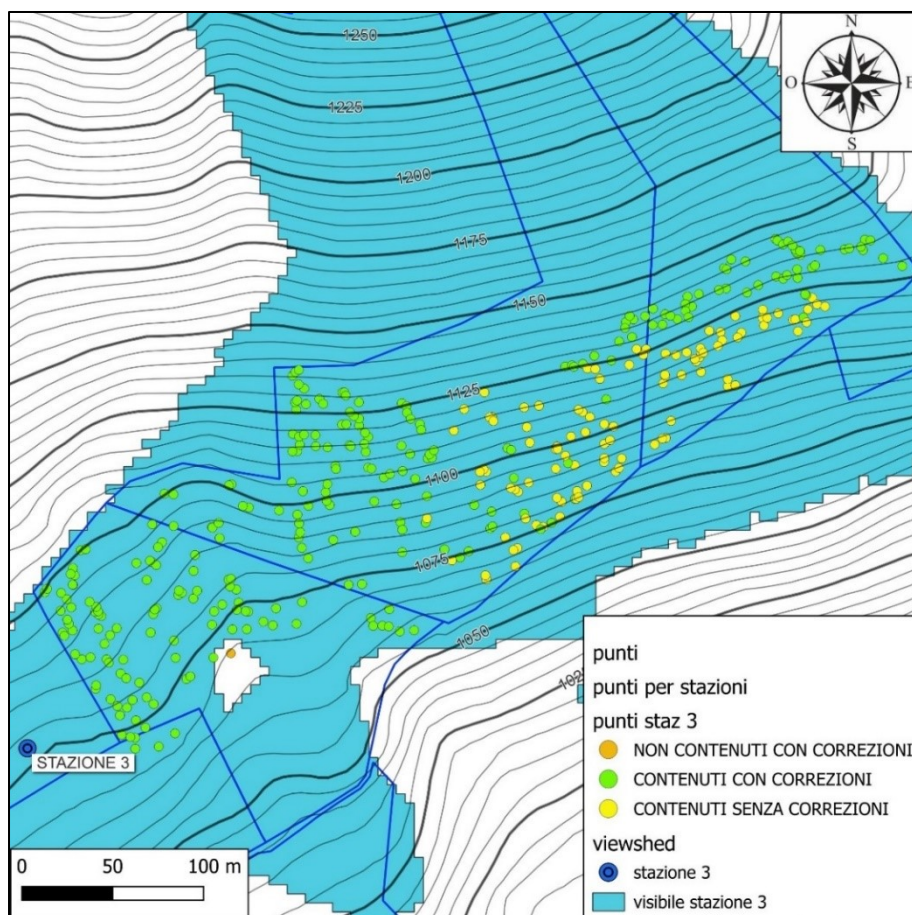 1250
N
O
E
S
1225
1200
1175
1150
1125
1100
1075
1050
STAZIONE 3
punti
punti per stazioni
punti staz 3
NON CONTENUTI CON CORREZIONI
CONTENUTI CON CORREZIONI
CONTENUTI SENZA CORREZIONI
viewshed
stazione 3
visibile stazione 3
0 50 100 m